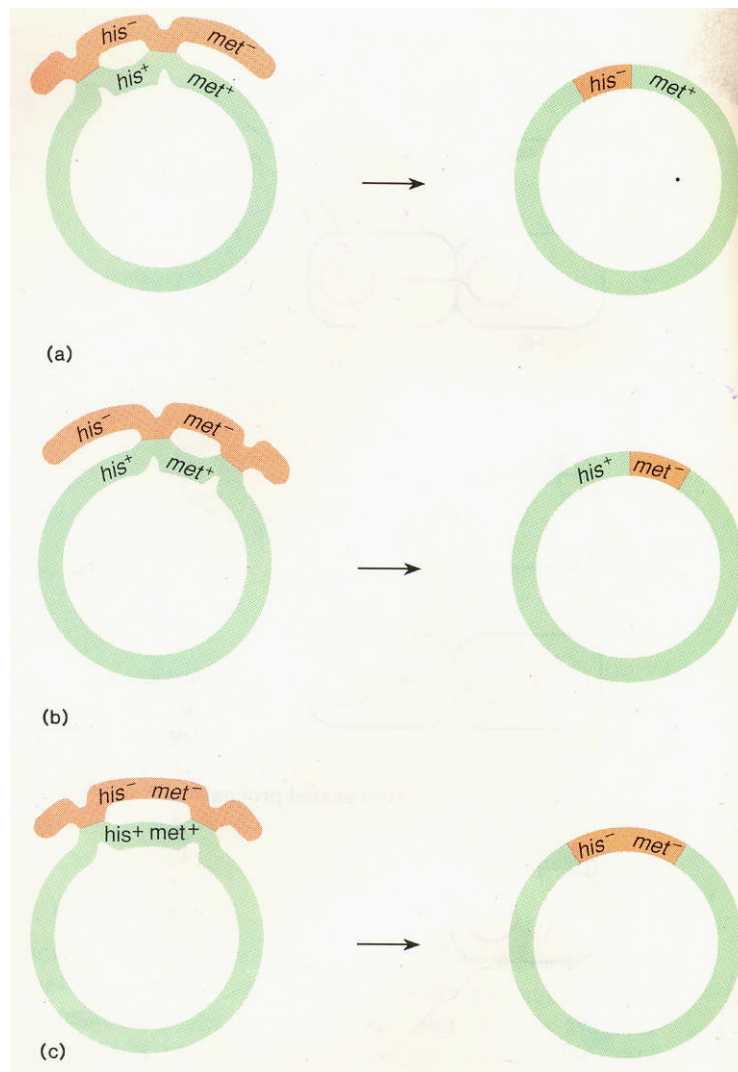 his⁻ met⁻
his⁺ met⁺
his⁻ met⁺
(a)
his⁻ met⁻
his⁺ met⁺
his⁺ met⁻
(b)
his⁻ met⁻
his+ met+
his⁻ met⁻
(c)